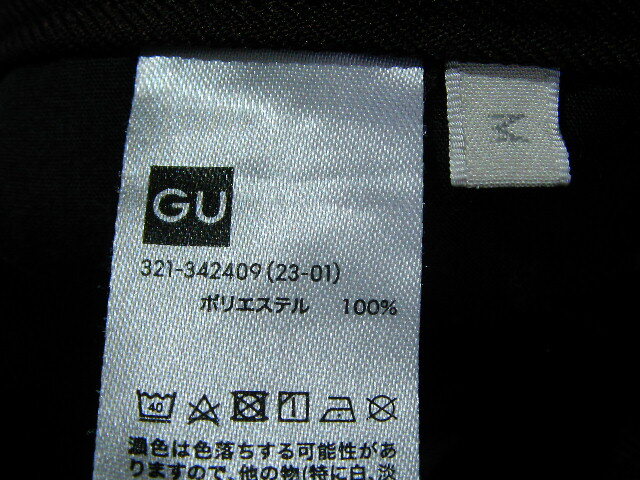 GU
321-342409(23-01)
ポリエステル 100%
40
濃色は色落ちする可能性があ
りますので、他の物(特に白、淡
M